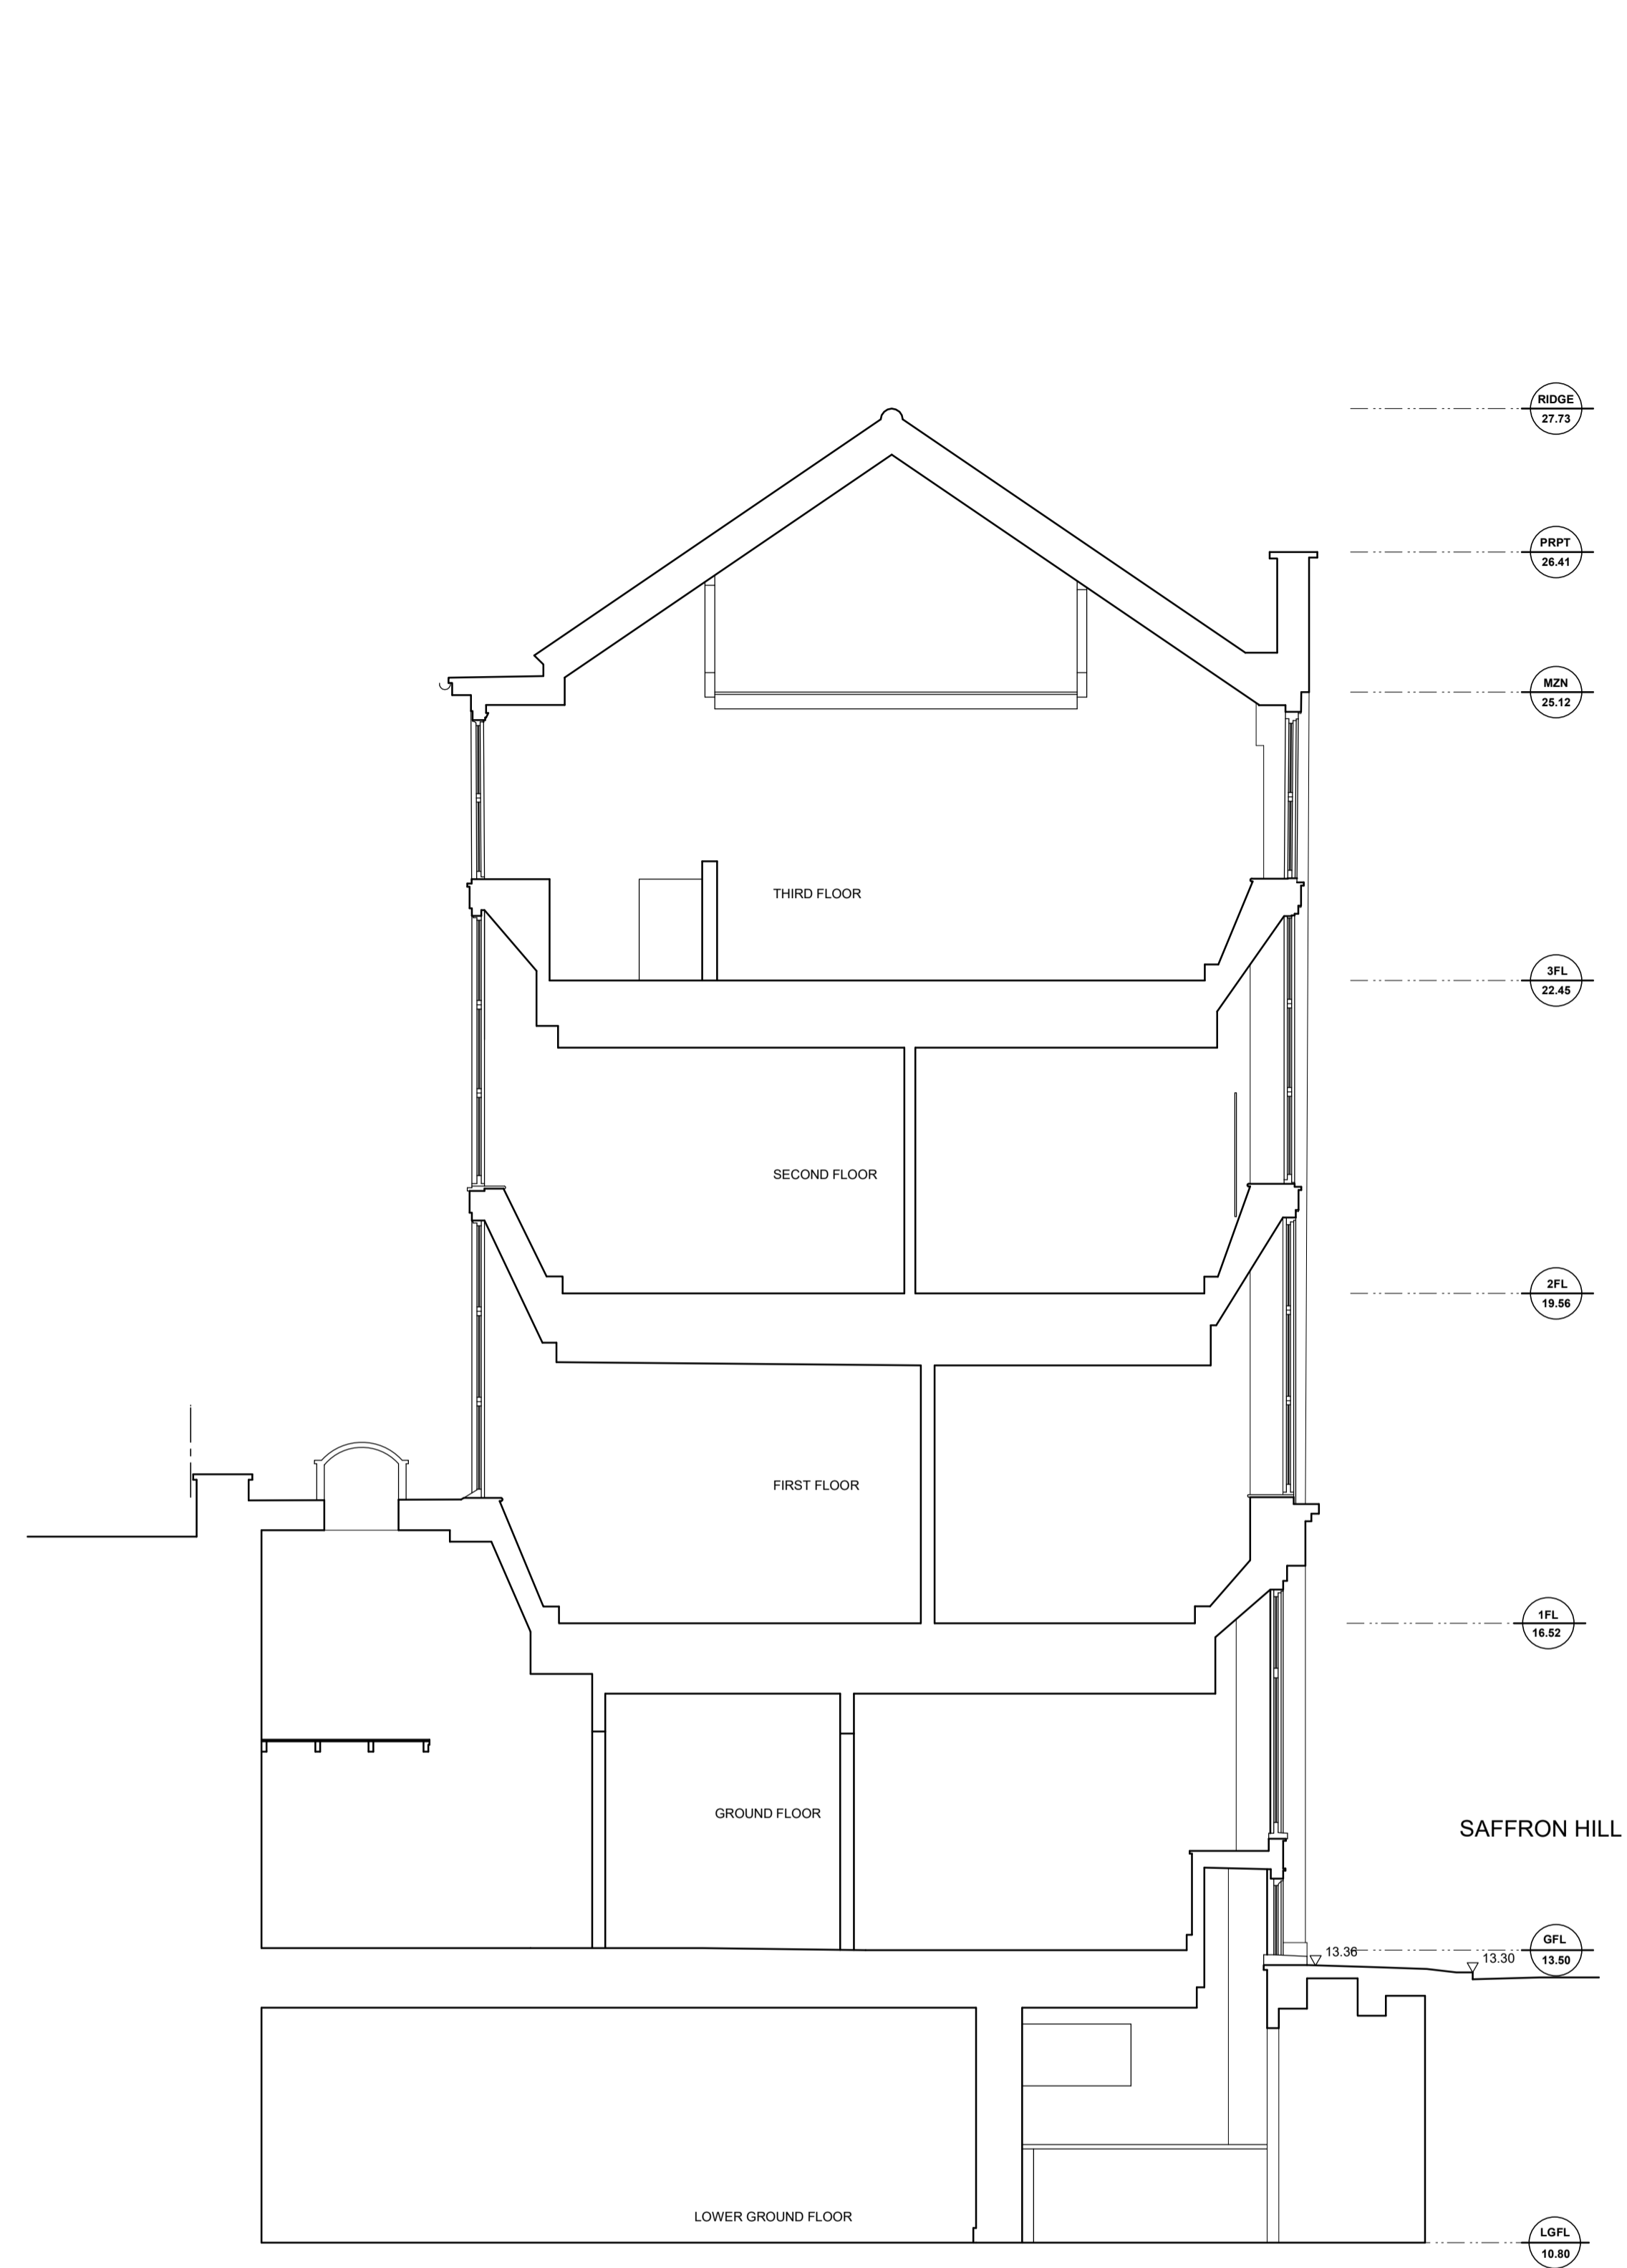 RIDGE
27.73
PRPT
26.41
MZN
25.12
THIRD FLOOR
3FL
22.45
SECOND FLOOR
2FL
19.56
FIRST FLOOR
1FL
16.52
GROUND FLOOR
SAFFRON HILL
GFL
13.50
13.36
13.30
LOWER GROUND FLOOR
LGFL
10.80